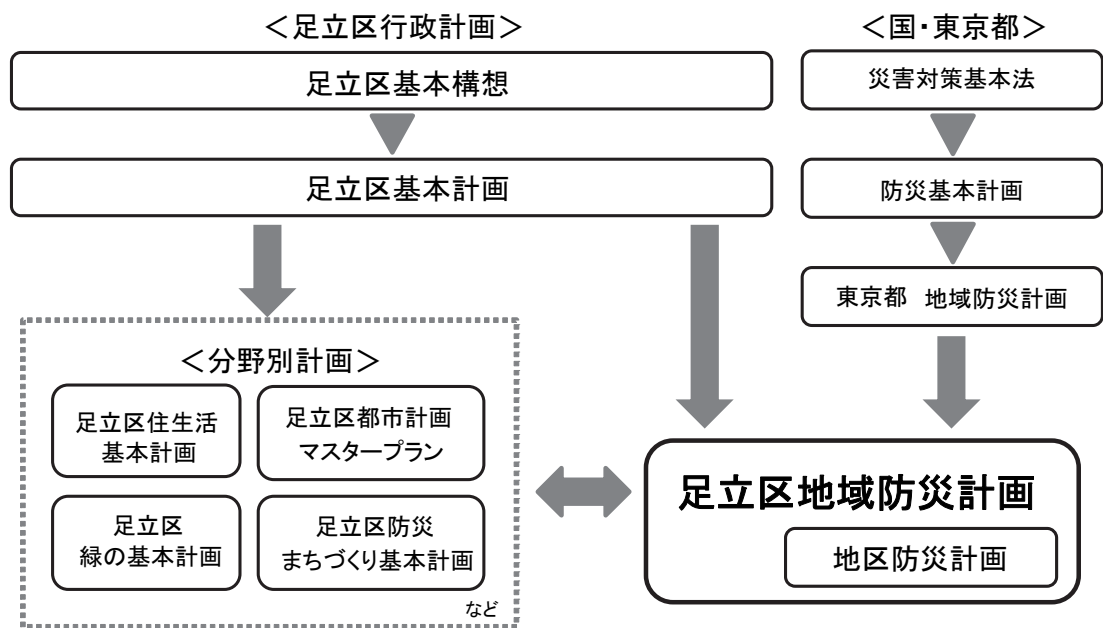 ＜足立区行政計画＞
足立区基本構想
足立区基本計画
＜国・東京都＞
災害対策基本法
防災基本計画
東京都 地域防災計画
＜分野別計画＞
足立区住生活
基本計画
足立区都市計画
マスタープラン
足立区
緑の基本計画
足立区防災
まちづくり基本計画
など
足立区地域防災計画
地区防災計画